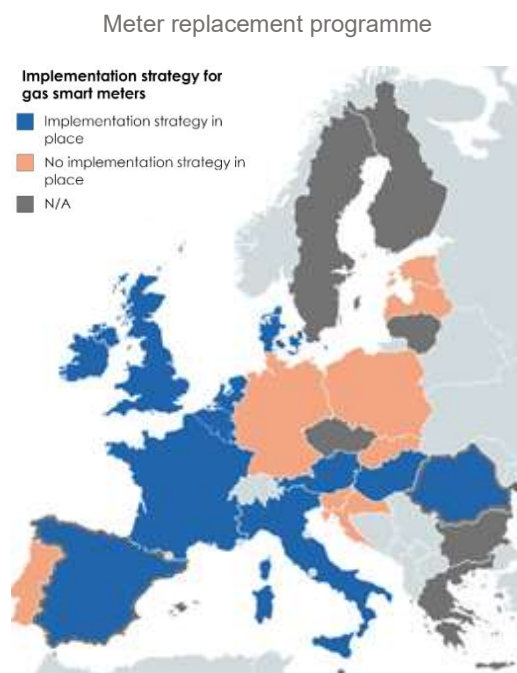 Meter replacement programme
Implementation strategy for
gas smart meters
Implementation strategy in
place
No implementation strategy in
place
N/A